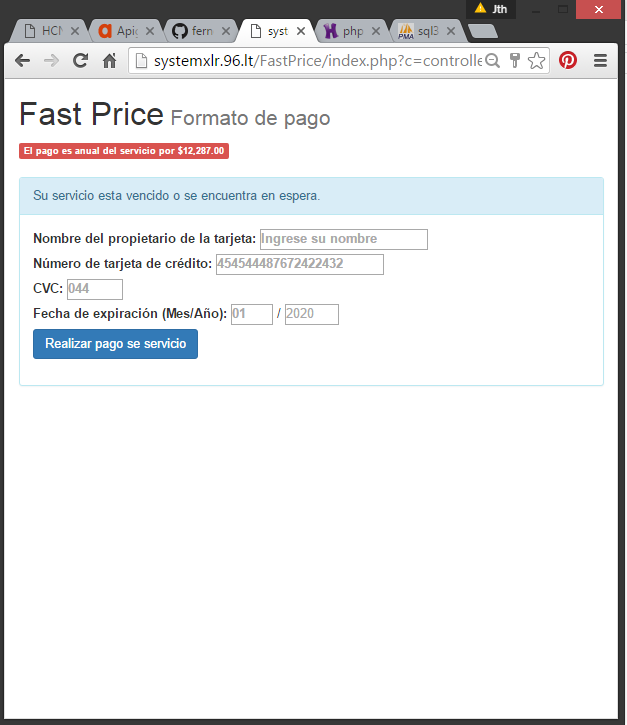 Jth
HCN
Apig
fern
syst
php
sql3
systemxlr.96.lt/FastPrice/index.php?c=controlle
Fast Price Formato de pago
El pago es anual del servicio por $12,287.00
Su servicio esta vencido o se encuentra en espera.
Nombre del propietario de la tarjeta: Ingrese su nombre
Número de tarjeta de crédito: 454544487672422432
CVC: 044
Fecha de expiración (Mes/Año): 01 / 2020
Realizar pago se servicio